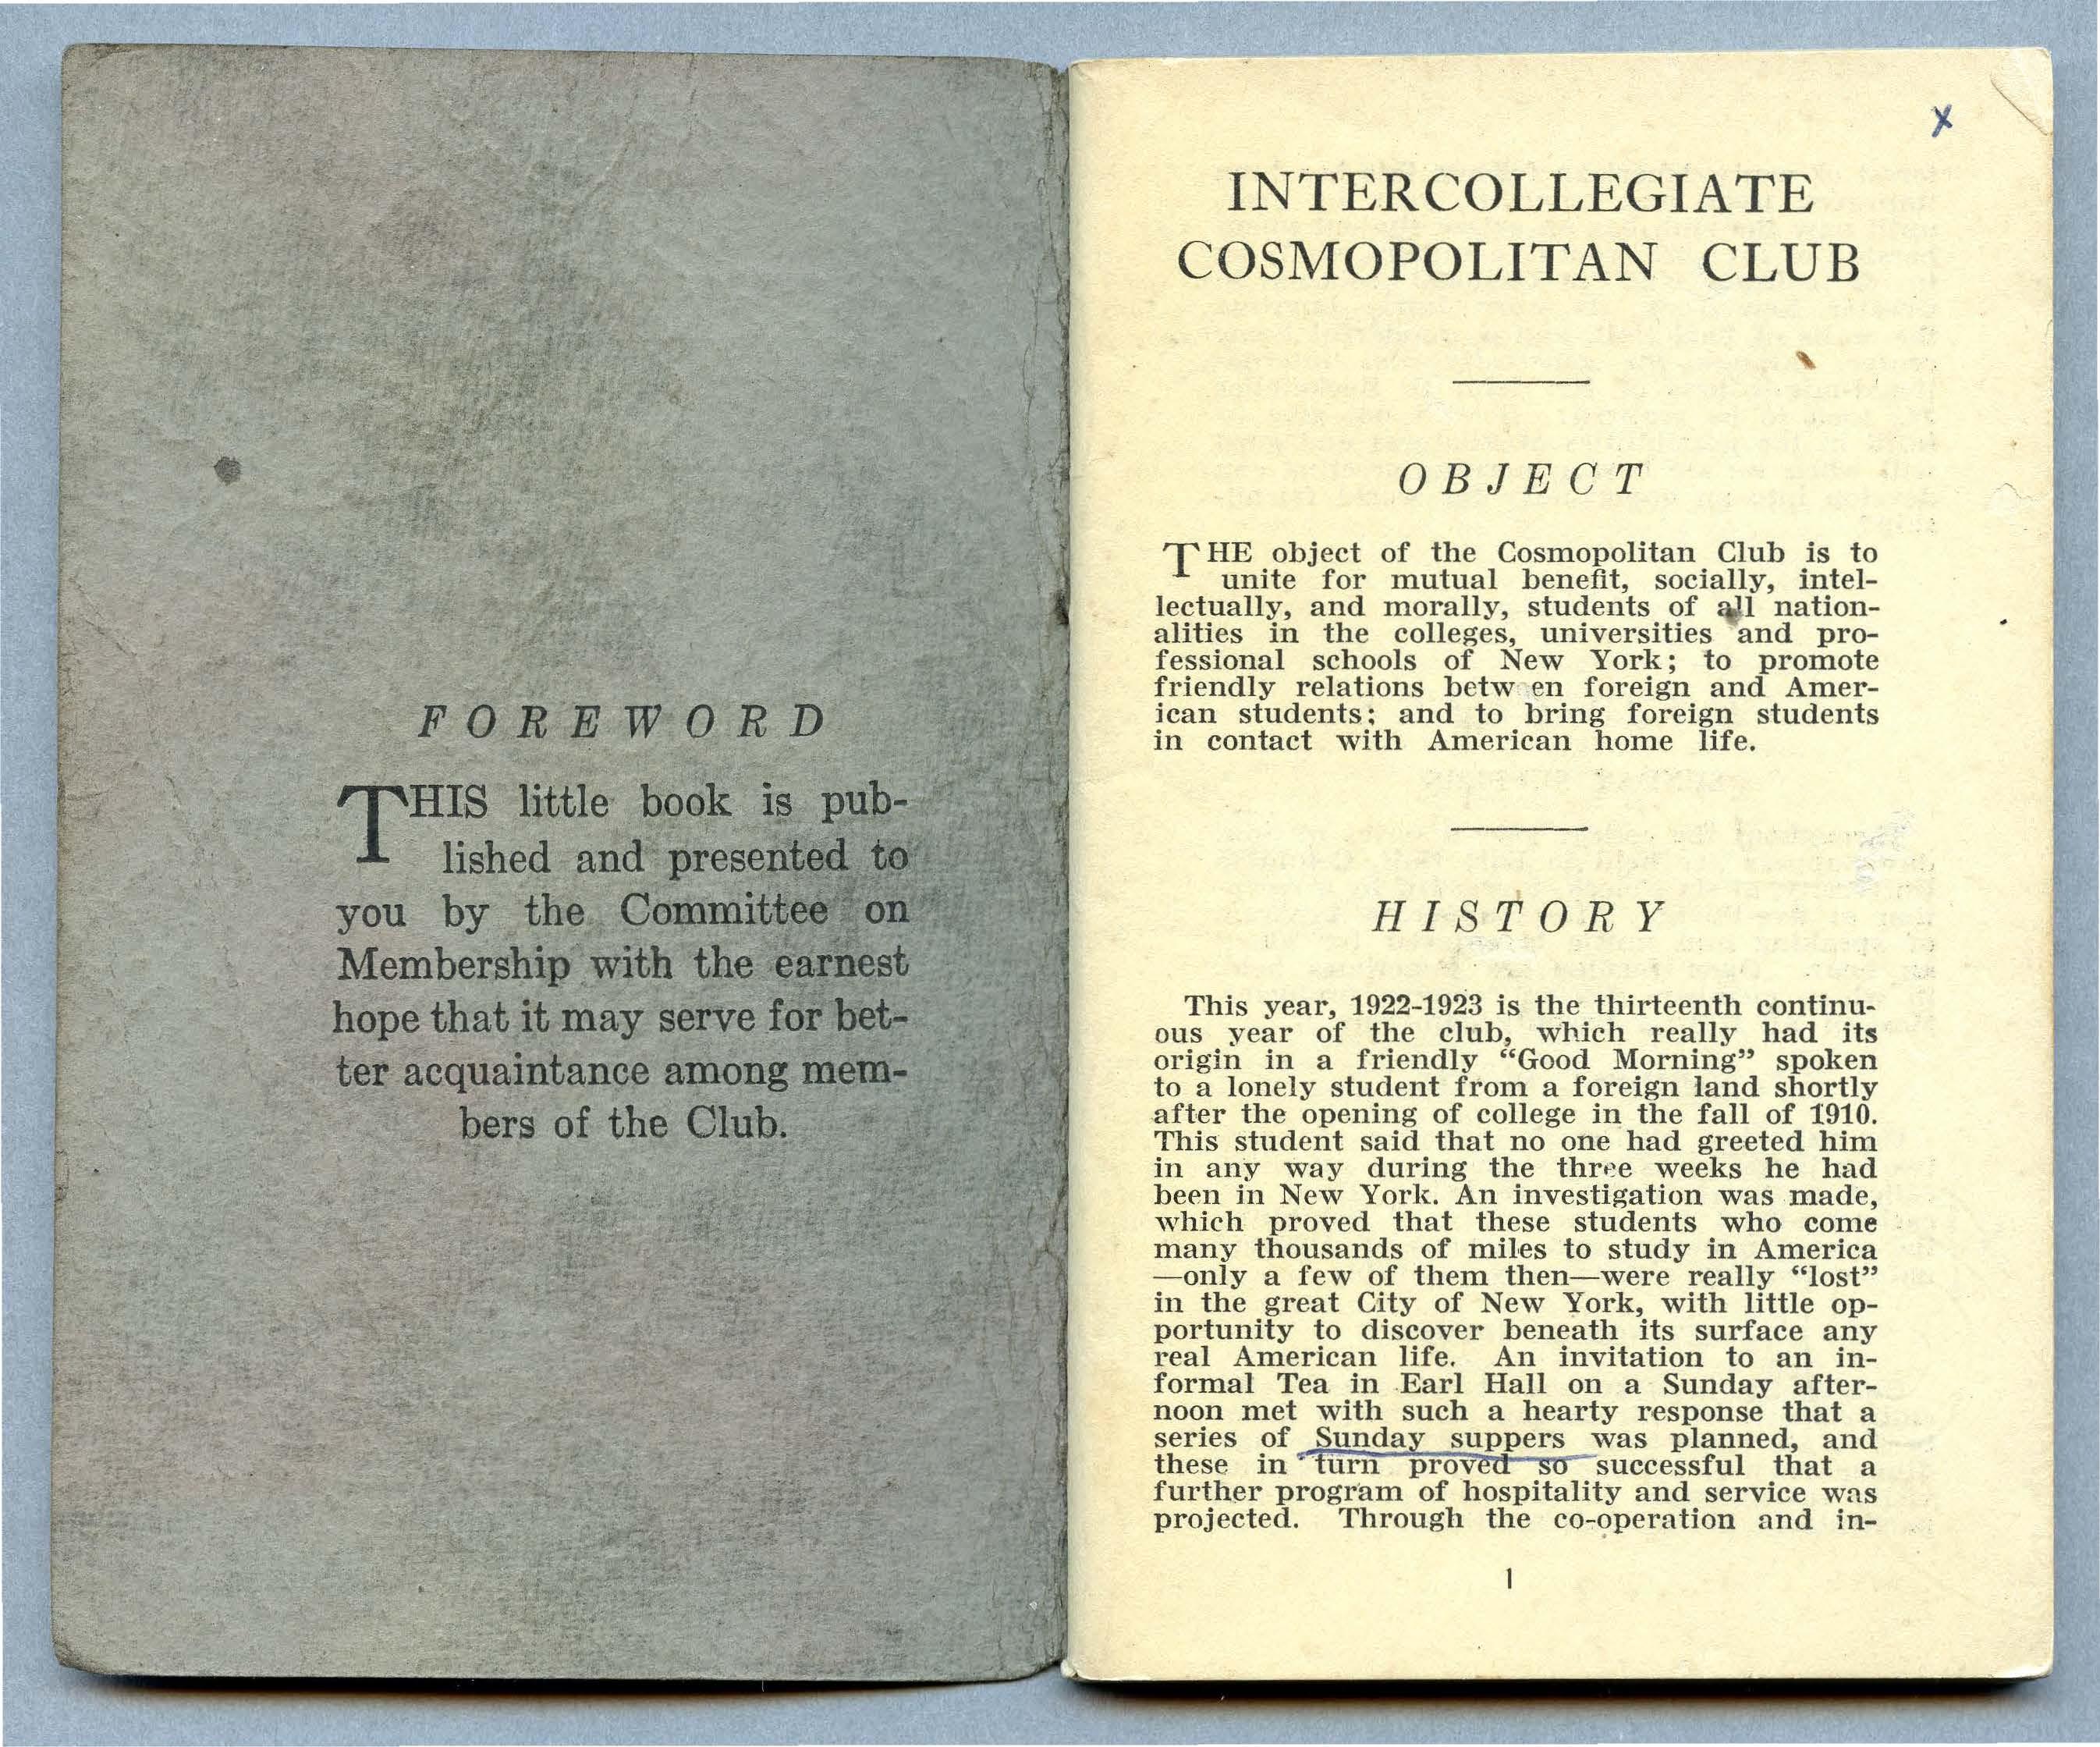 FOREWORD
THIS little book is pub-
lished and presented to
you by the Committee on
Membership with the earnest
hope that it may serve for bet-
ter acquaintance among mem-
bers of the Club.
x
INTERCOLLEGIATE
COSMOPOLITAN CLUB
OBJECT
THE object of the Cosmopolitan Club is to
unite for mutual benefit, socially, intel-
lectually, and morally, students of all nation-
alities in the colleges, universities and pro-
fessional schools of New York; to promote
friendly relations betw en foreign and Amer-
ican students; and to bring foreign students
in contact with American home life.
HISTORY
This year, 1922-1923 is the thirteenth continu-
ous year of the club, which really had its
origin in a friendly “Good Morning” spoken
to a lonely student from a foreign land shortly
after the opening of college in the fall of 1910.
This student said that no one had greeted him
in any way during the three weeks he had
been in New York. An investigation was made,
which proved that these students who come
many thousands of miles to study in America
—only a few of them then—were really “lost”
in the great City of New York, with little op-
portunity to discover beneath its surface any
real American life. An invitation to an in-
formal Tea in Earl Hall on a Sunday after-
noon met with such a hearty response that a
series of Sunday suppers was planned, and
these in turn proved so successful that a
further program of hospitality and service was
projected. Through the co-operation and in-
1